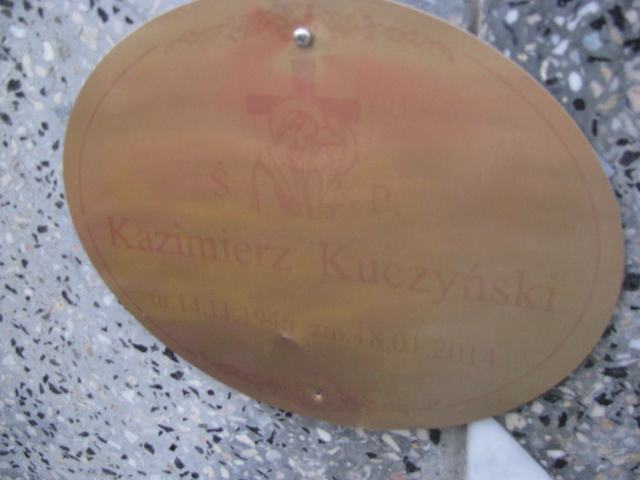 Ś. P.
Kazimierz Kuczyński
ur.14.11.1946 zm.18.01.2014